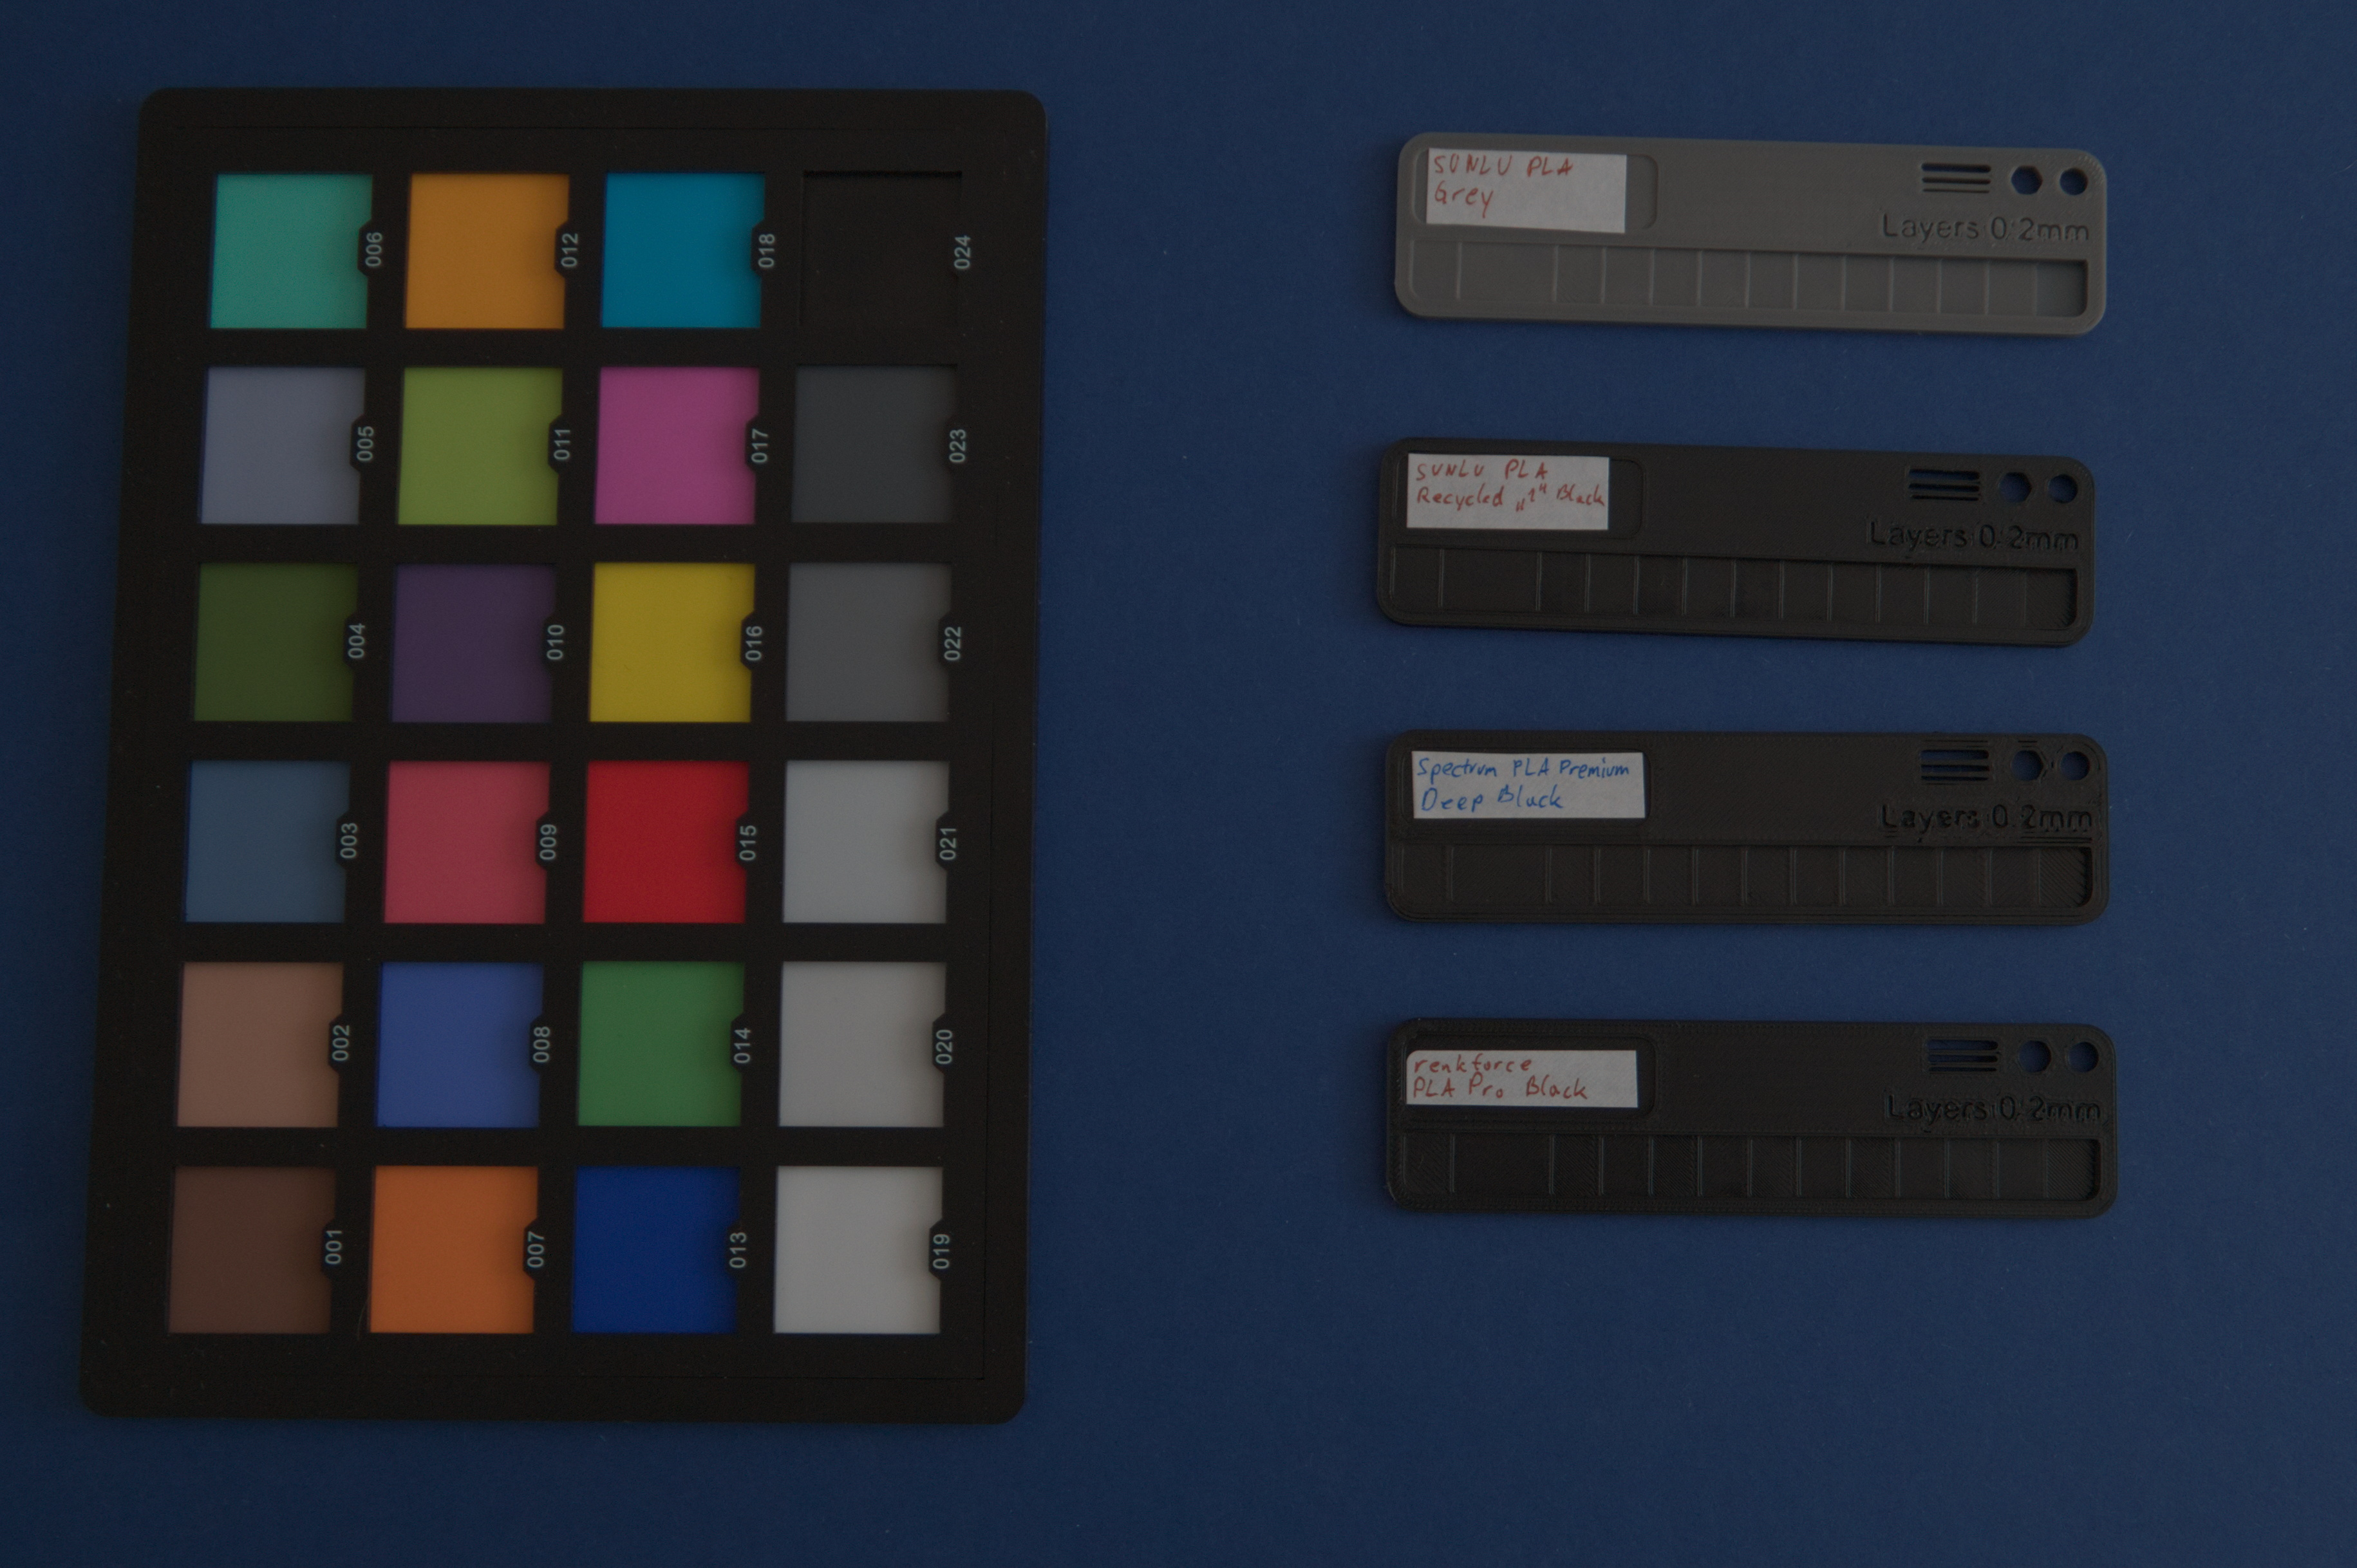 006
012
018
024
005
011
017
023
004
010
016
022
003
009
015
021
002
008
014
020
001
007
013
019
SUNLU PLA
Grey
Layers 0.2mm
SUNLU PLA
Recycled „1" Black
Layers 0.2mm
Spectrum PLA Premium
Deep Black
Layers 0.2mm
renkforce
PLA Pro Black
Layers 0.2mm